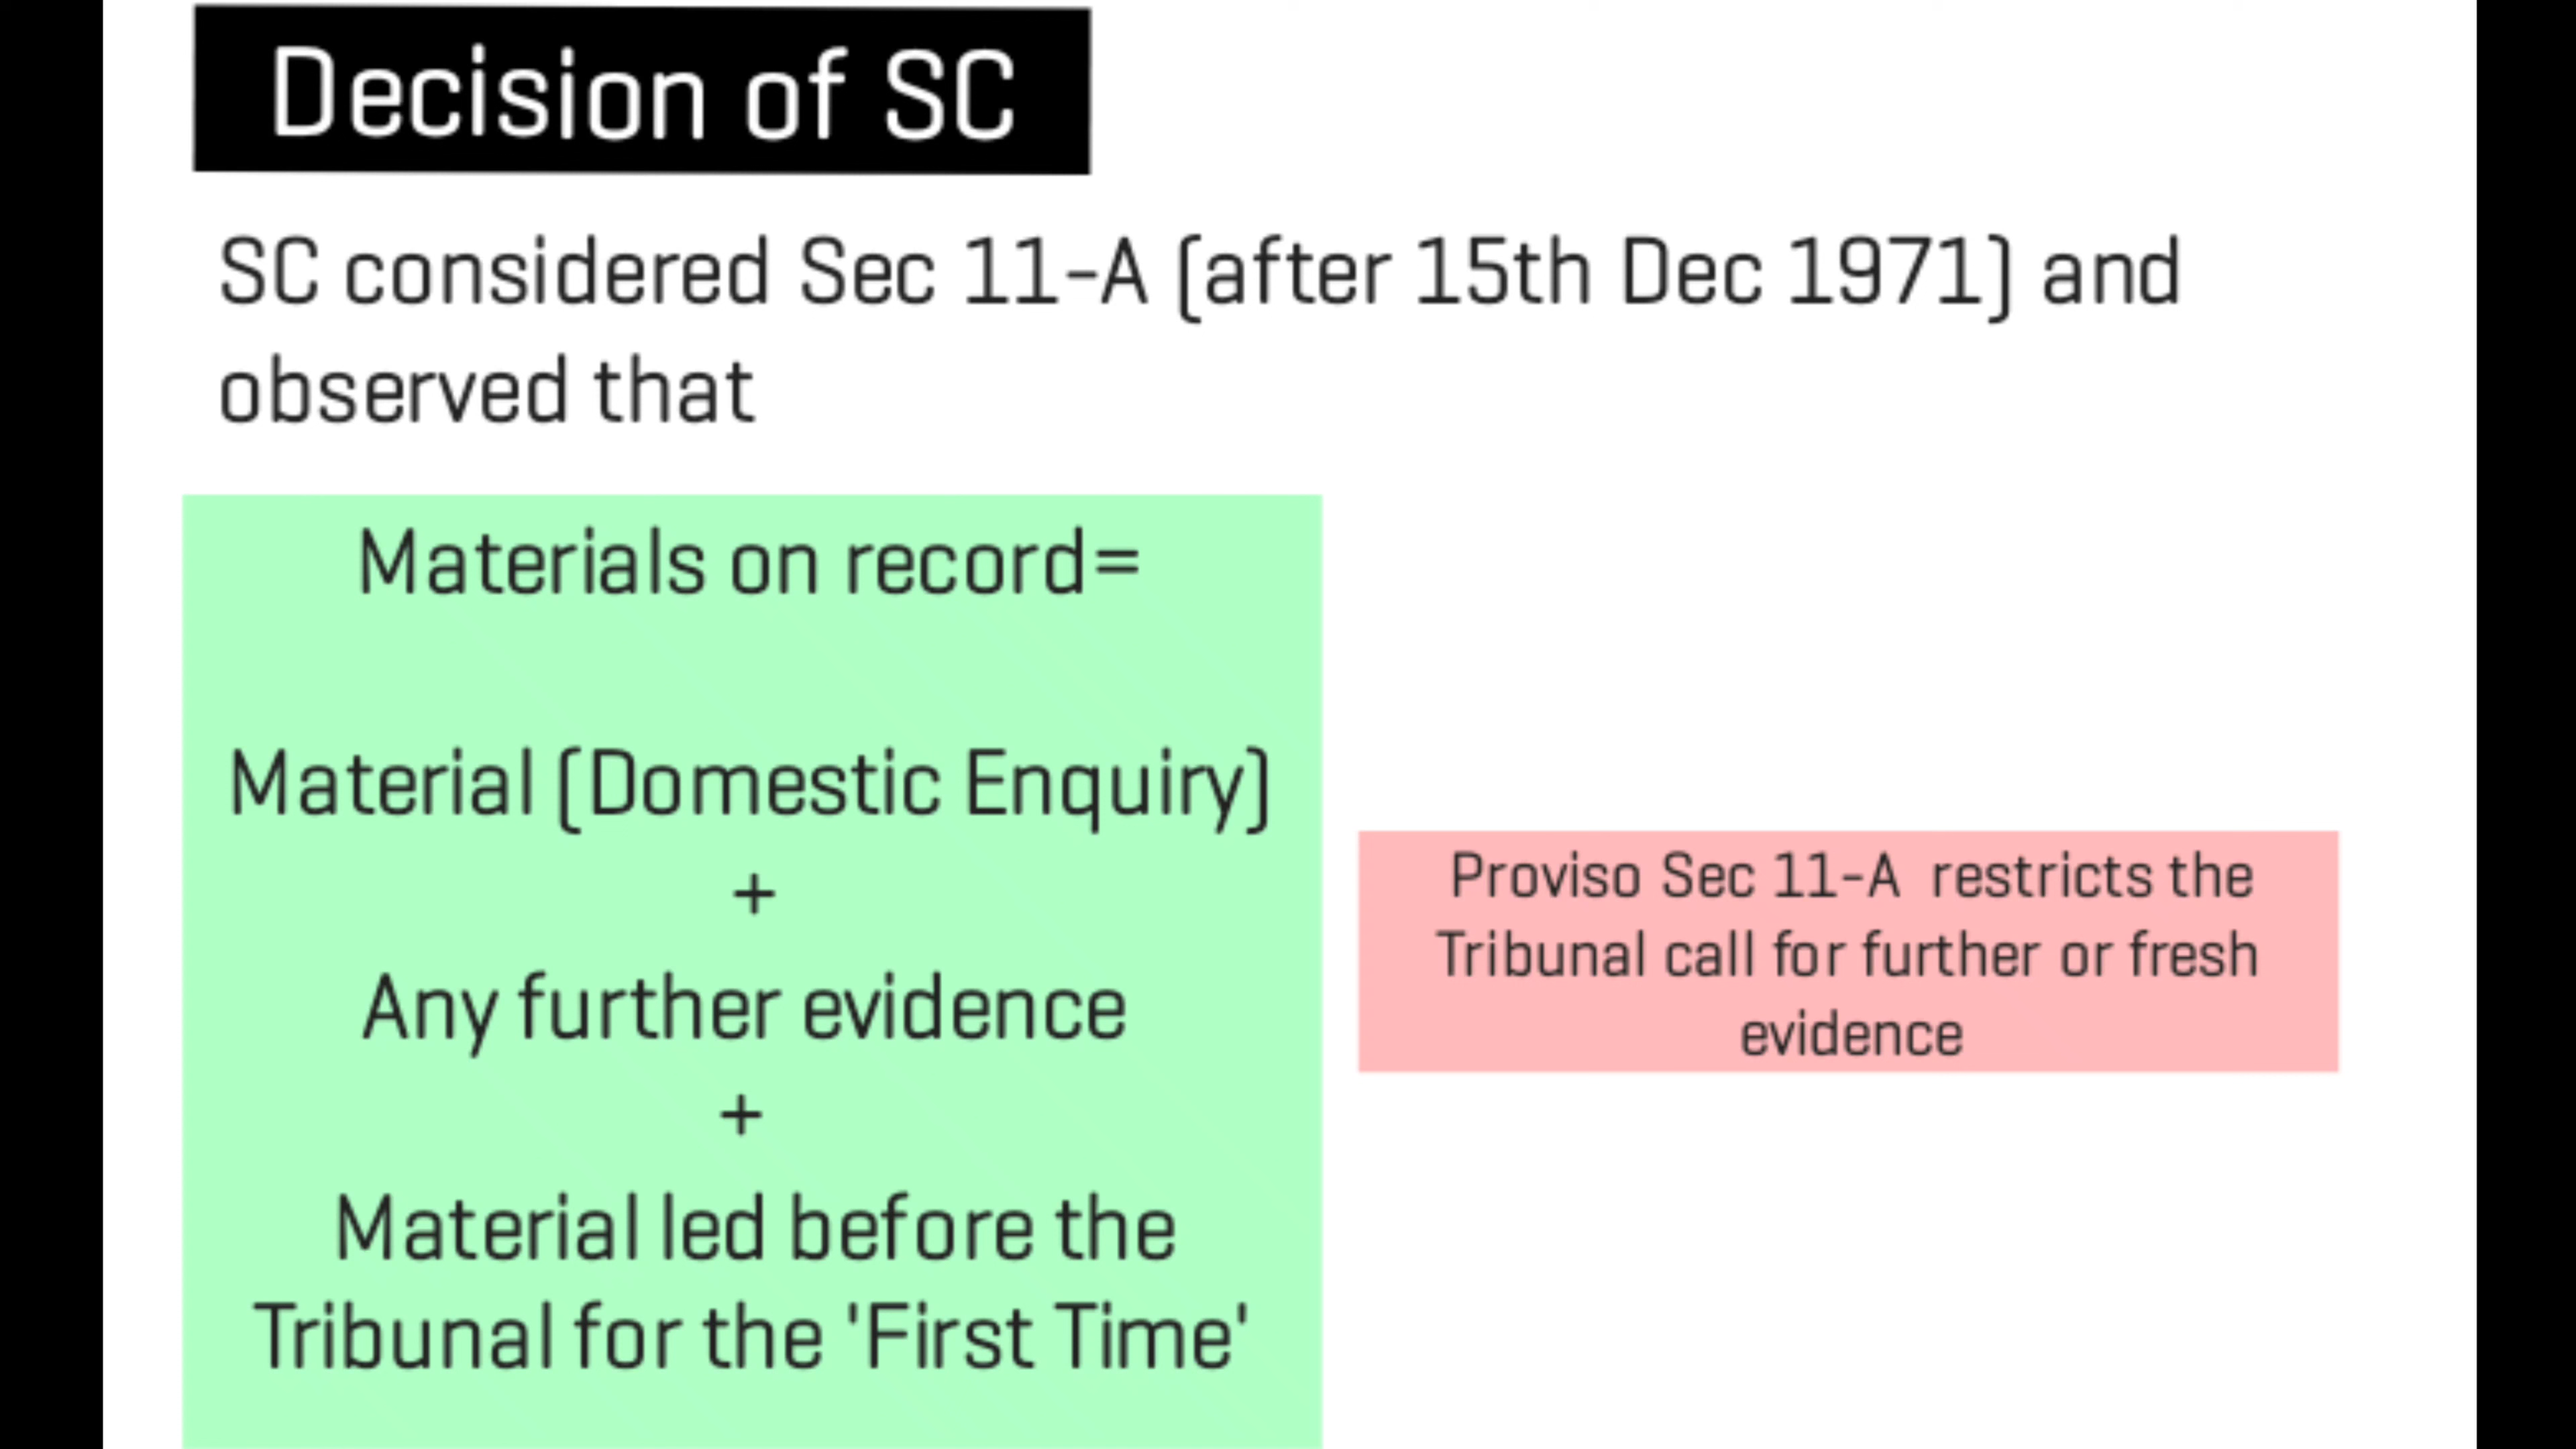 Decision of SC
SC considered Sec 11-A (after 15th Dec 1971) and
observed that
Materials on record=
Material (Domestic Enquiry)
+
Any further evidence
+
Material led before the
Tribunal for the 'First Time'
Proviso Sec 11-A restricts the
Tribunal call for further or fresh
evidence